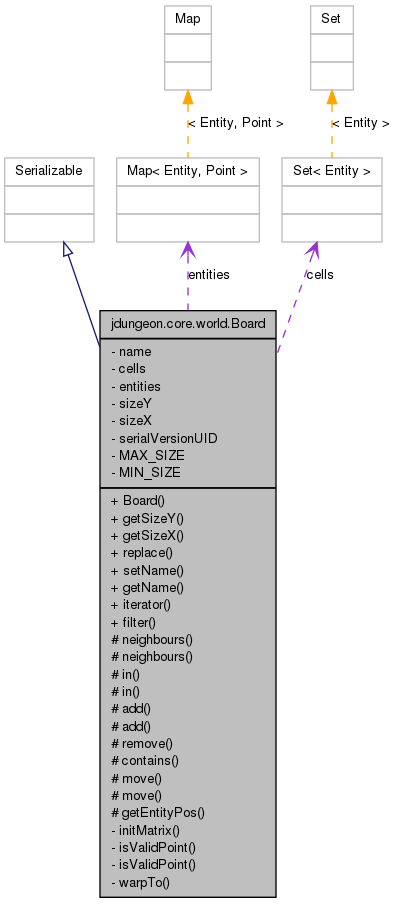 Map
Set
< Entity, Point >
< Entity >
Serializable
Map< Entity, Point >
Set< Entity >
entities
cells
jdungeon.core.world.Board
- name
- cells
- entities
- sizeY
- sizeX
- serialVersionUID
- MAX_SIZE
- MIN_SIZE
+ Board()
+ getSizeY()
+ getSizeX()
+ replace()
+ setName()
+ getName()
+ iterator()
+ filter()
# neighbours()
# neighbours()
# in()
# in()
# add()
# add()
# remove()
# contains()
# move()
# move()
# getEntityPos()
- initMatrix()
- isValidPoint()
- isValidPoint()
- warpTo()